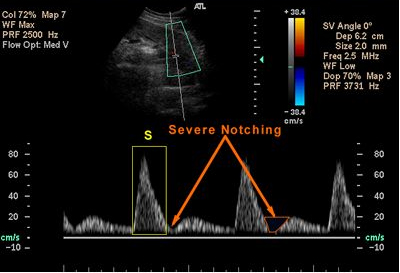 Col 72% Map 7
WF Max
PRF 2500 Hz
Flow Opt: Med V
ATL
38.4
38.4
cm/s
SV Angle 0°
Dep 6.2 cm
Size 2.0 mm
Freq 2.5 MHz
WF Low
Dop 70% Map 3
PRF 3731 Hz
S
Severe Notching
80
60
40
20
cm/s
-10
80
60
40
20
cm/s
-10